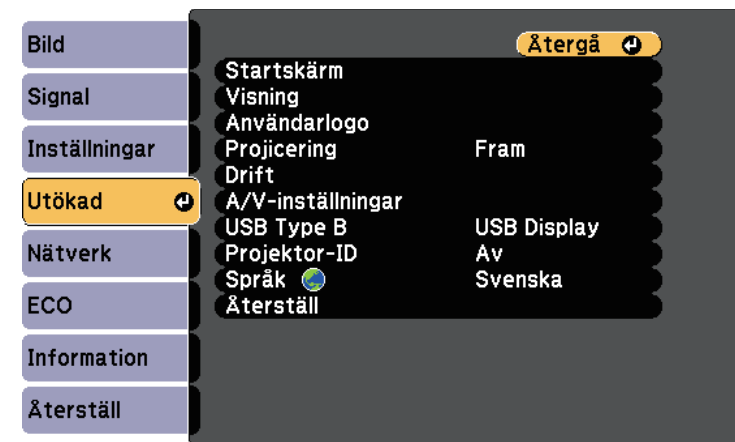 Bild
Signal
Inställningar
Utökad
Nätverk
ECO
Information
Återställ
Återgå
Startskärm
Visning
Användarlogo
Projicering Fram
Drift
A/V-inställningar
USB Type B USB Display
Projektor-ID Av
Språk Svenska
Återställ